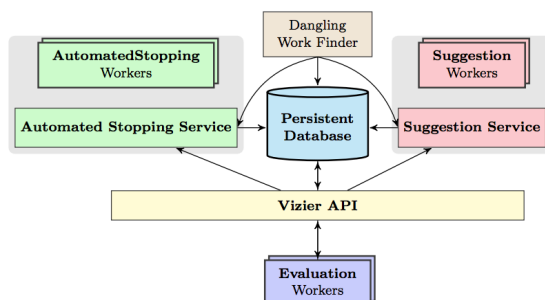 Dangling
Work Finder
AutomatedStopping
Workers
Suggestion
Workers
Persistent
Database
Automated Stopping Service
Suggestion Service
Vizier API
Evaluation
Workers